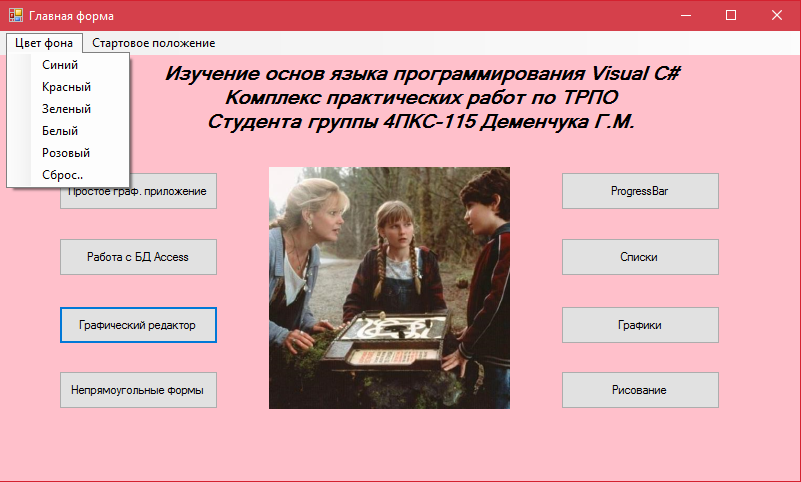 Главная форма
Цвет фона Стартовое положение
Синий
Красный
Зеленый
Белый
Розовый
Сброс..
Изучение основ языка программирования Visual C#
Комплекс практических работ по ТРПО
Студента группы 4ПКС-115 Деменчука Г.М.
Простое граф. приложение
Работа с БД Access
Графический редактор
Непрямоугольные формы
ProgressBar
Списки
Графики
Рисование